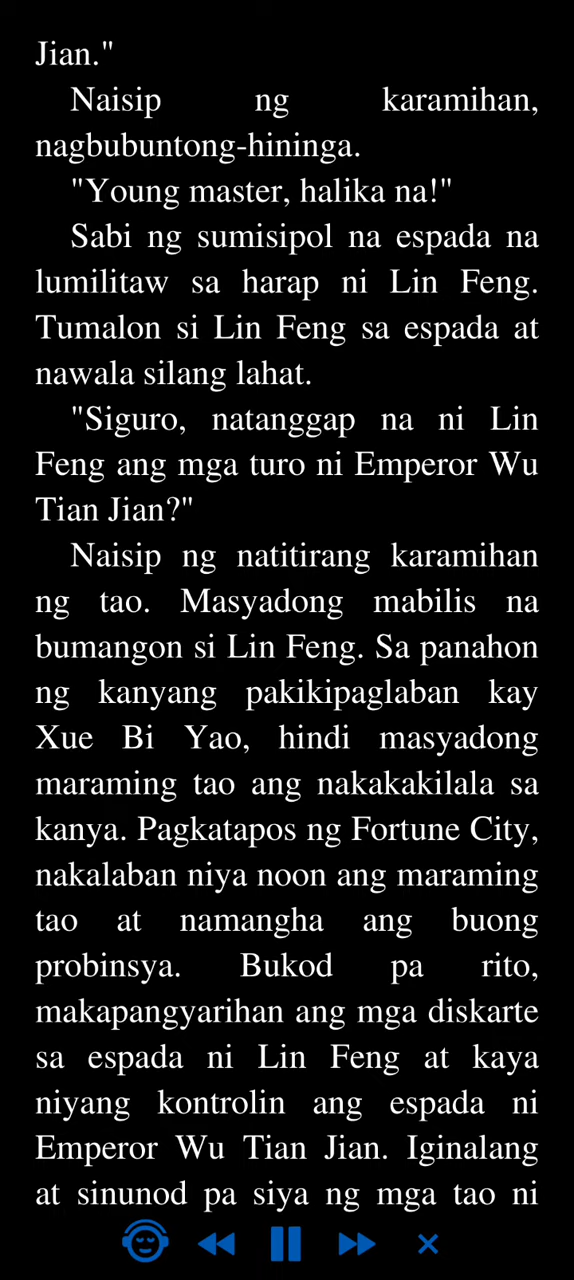 Jian."
Naisip ng karamihan,
nagbubuntong-hininga.
"Young master, halika na!"
Sabi ng sumisipol na espada na
lumilitaw sa harap ni Lin Feng.
Tumalon si Lin Feng sa espada at
nawala silang lahat.
"Siguro, natanggap na ni Lin
Feng ang mga turo ni Emperor Wu
Tian Jian?"
Naisip ng natitirang karamihan
ng tao. Masyadong mabilis na
bumangon si Lin Feng. Sa panahon
ng kanyang pakikipaglaban kay
Xue Bi Yao, hindi masyadong
maraming tao ang nakakakilala sa
kanya. Pagkatapos ng Fortune City,
nakalaban niya noon ang maraming
tao at namangha ang buong
probinsya. Bukod pa rito,
makapangyarihan ang mga diskarte
sa espada ni Lin Feng at kaya
niyang kontrolin ang espada ni
Emperor Wu Tian Jian. Iginalang
at sinunod pa siya ng mga tao ni